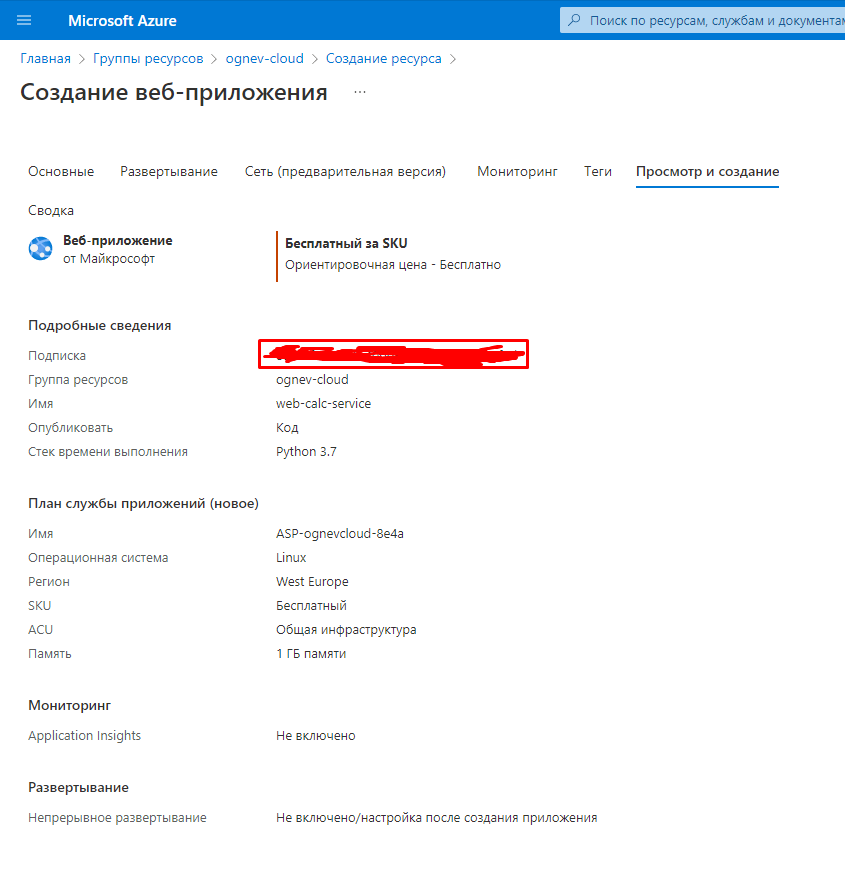 Microsoft Azure
Поиск по ресурсам, службам и документам
Главная > Группы ресурсов > ognev-cloud > Создание ресурса >
Создание веб-приложения ...
Основные Развертывание Сеть (предварительная версия) Мониторинг Теги Просмотр и создание
Сводка
Веб-приложение
от Майкрософт
Бесплатный за SKU
Ориентировочная цена - Бесплатно
Подробные сведения
Подписка
Группа ресурсов ognev-cloud
Имя web-calc-service
Опубликовать Код
Стек времени выполнения Python 3.7
План службы приложений (новое)
Имя ASP-ognevcloud-8e4a
Операционная система Linux
Регион West Europe
SKU Бесплатный
ACU Общая инфраструктура
Память 1 ГБ памяти
Мониторинг
Application Insights Не включено
Развертывание
Непрерывное развертывание Не включено/настройка после создания приложения